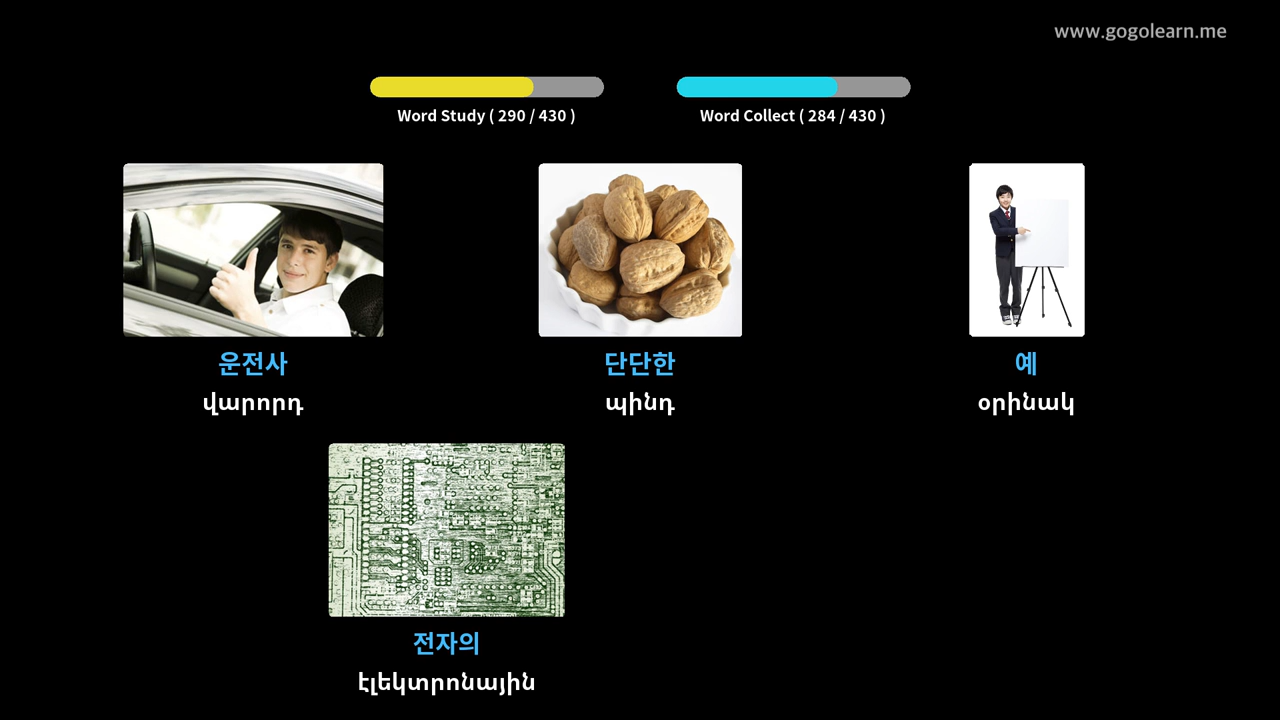 www.gogolearn.me
Word Study ( 290 / 430 )
Word Collect ( 284 / 430 )
운전사
վարորդ
단단한
պինդ
예
օրինակ
전자의
էլեկտրոնային